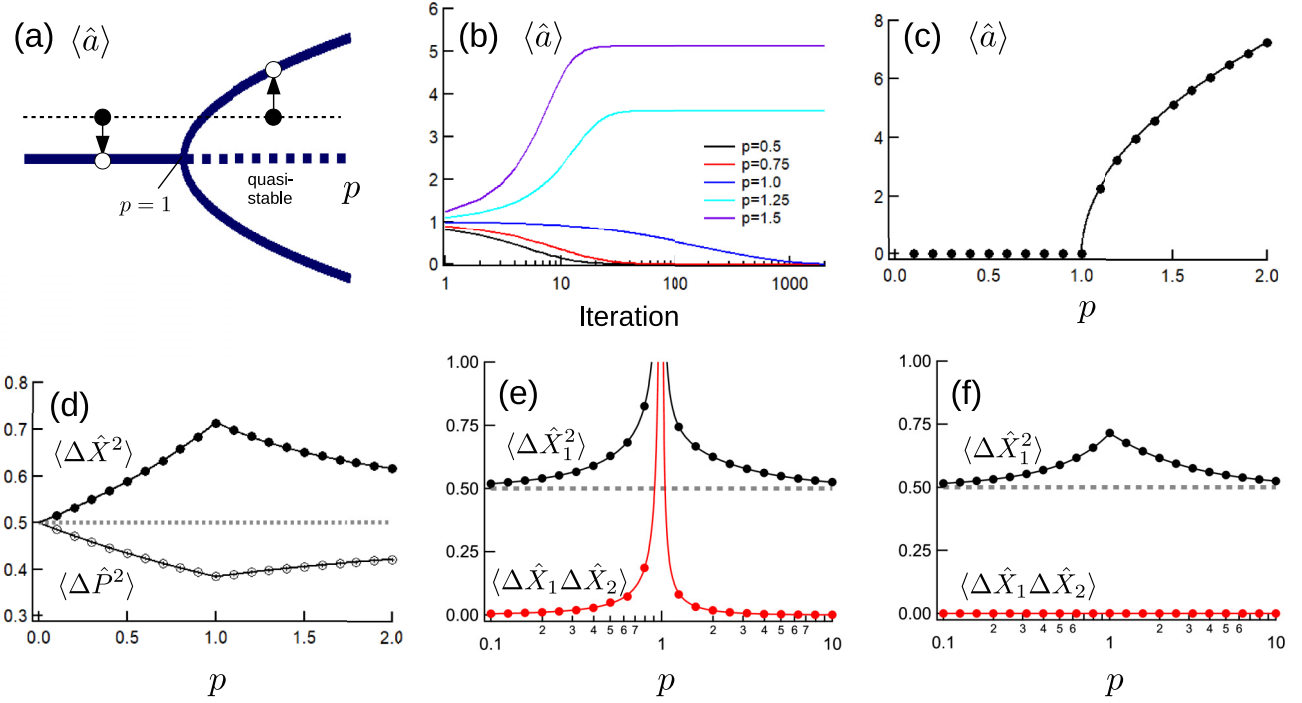 (a) ⟨â⟩
p = 1
quasi-
stable
p
(b) ⟨â⟩
6
5
4
3
2
1
0
p=0.5
p=0.75
p=1.0
p=1.25
p=1.5
1 10 100 1000
Iteration
(c) ⟨â⟩
8
6
4
2
0
0.0 0.5 1.0 1.5 2.0
p
(d)
0.8
0.7
0.6
0.5
0.4
0.3
⟨ΔX̂²⟩
⟨ΔP̂²⟩
0.0 0.5 1.0 1.5 2.0
p
(e)
1.00
0.75
0.50
0.25
0.00
⟨ΔX̂₁²⟩
⟨ΔX̂₁ΔX̂₂⟩
0.1 2 3 4 5 6 7 1 2 3 4 5 6 7 10
p
(f)
1.00
0.75
0.50
0.25
0.00
⟨ΔX̂₁²⟩
⟨ΔX̂₁ΔX̂₂⟩
0.1 2 3 4 5 6 1 2 3 4 5 6 10
p